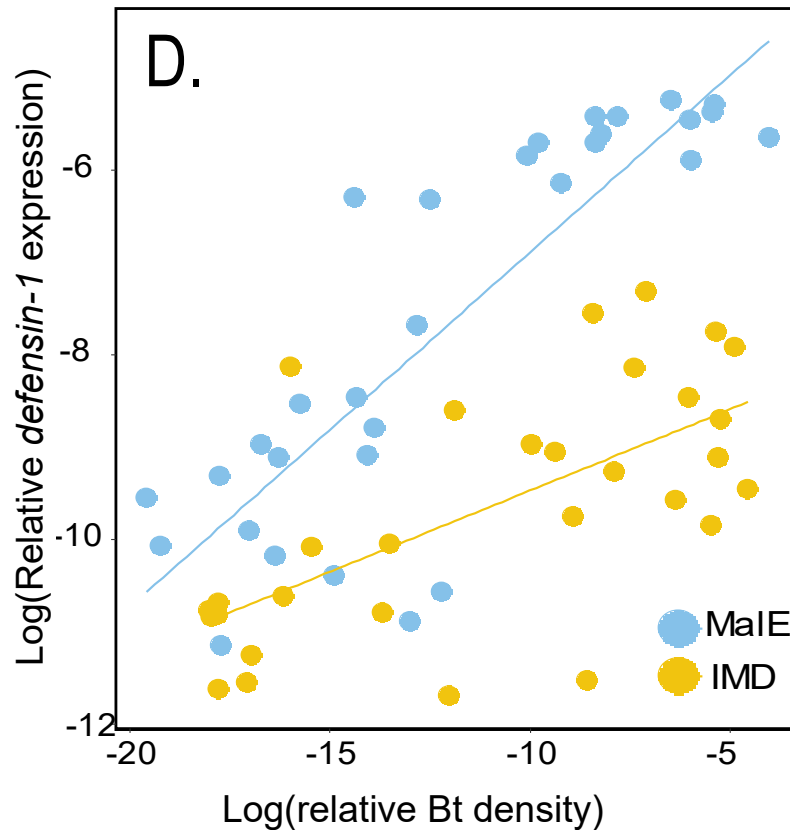 D.
Log(Relative defensin-1 expression)
-6
-8
-10
-12
-20
-15
-10
-5
Log(relative Bt density)
MalE
IMD